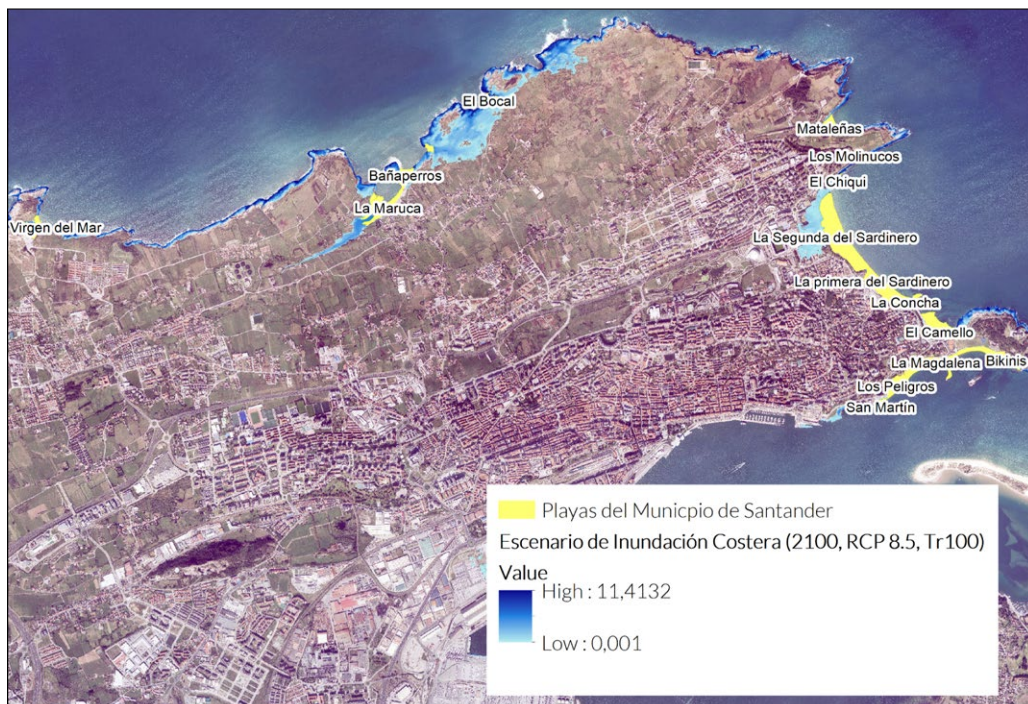 El Bocal
Mataleñas
Los Molinucos
Bañaperros
El Chiqui
La Maruca
Virgen del Mar
La Segunda del Sardinero
La primera del Sardinero
La Concha
El Camello
La Magdalena
Bikinis
Los Peligros
San Martín
Playas del Municpio de Santander
Escenario de Inundación Costera (2100, RCP 8.5, Tr100)
Value
High : 11,4132
Low : 0,001